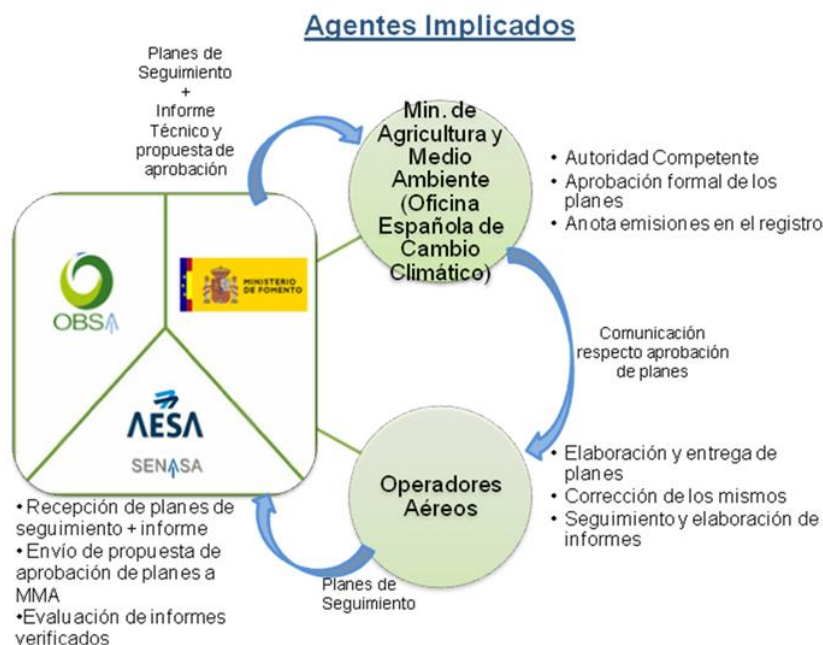 Agentes Implicados
Planes de
Seguimiento
+
Informe
Técnico y
propuesta de
aprobación
Min. de
Agricultura y
Medio
Ambiente
(Oficina
Española de
Cambio
Climático)
• Autoridad Competente
• Aprobación formal de los
planes
• Anota emisiones en el registro
OBSA
MINISTERIO
DE FOMENTO
AESA
SENASA
Comunicación
respecto aprobación
de planes
Operadores
Aéreos
• Elaboración y entrega de
planes
• Corrección de los mismos
• Seguimiento y elaboración de
informes
•Recepción de planes de
seguimiento + informe
•Envío de propuesta de
aprobación de planes a
MMA
•Evaluación de informes
verificados
Planes de
Seguimiento